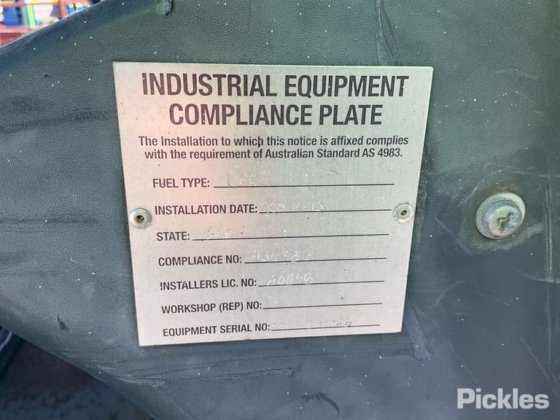 INDUSTRIAL EQUIPMENT
COMPLIANCE PLATE
The Installation to which this notice is affixed complies
with the requirement of Australian Standard AS 4983.
FUEL TYPE:
INSTALLATION DATE:
STATE:
COMPLIANCE NO:
INSTALLERS LIC. NO:
WORKSHOP (REP) NO:
EQUIPMENT SERIAL NO:
Pickles